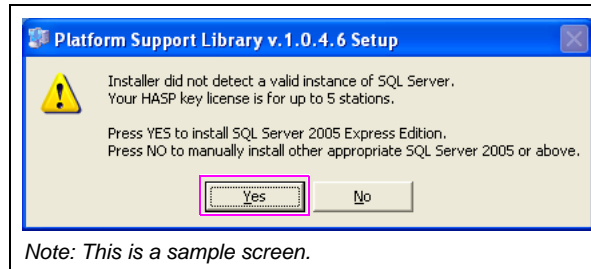 Platform Support Library v.1.0.4.6 Setup
Installer did not detect a valid instance of SQL Server.
Your HASP key license is for up to 5 stations.
Press YES to install SQL Server 2005 Express Edition.
Press NO to manually install other appropriate SQL Server 2005 or above.
Yes No
Note: This is a sample screen.